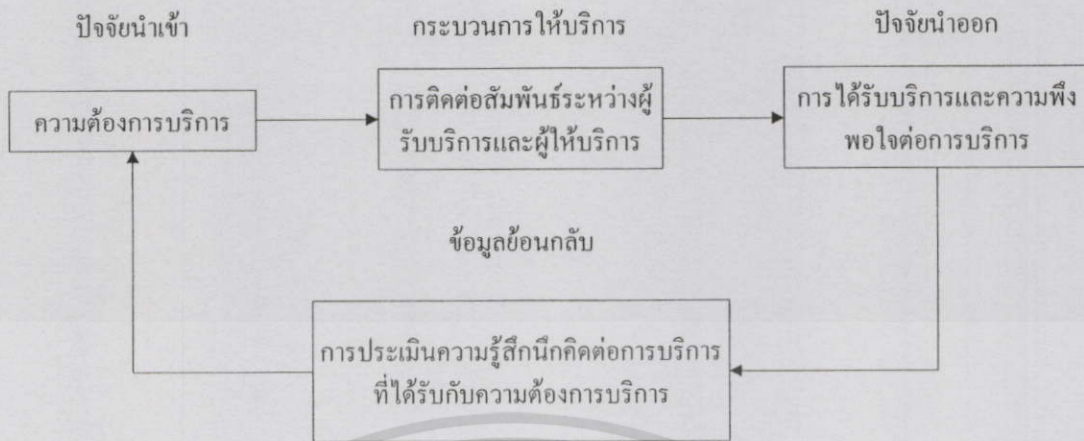 ปัจจัยนำเข้า
กระบวนการให้บริการ
ปัจจัยนำออก
ความต้องการบริการ
การติดต่อสัมพันธ์ระหว่างผู้
รับบริการและผู้ให้บริการ
การได้รับบริการและความพึง
พอใจต่อการบริการ
ข้อมูลย้อนกลับ
การประเมินความรู้สึกนึกคิดต่อการบริการ
ที่ได้รับกับความต้องการบริการ